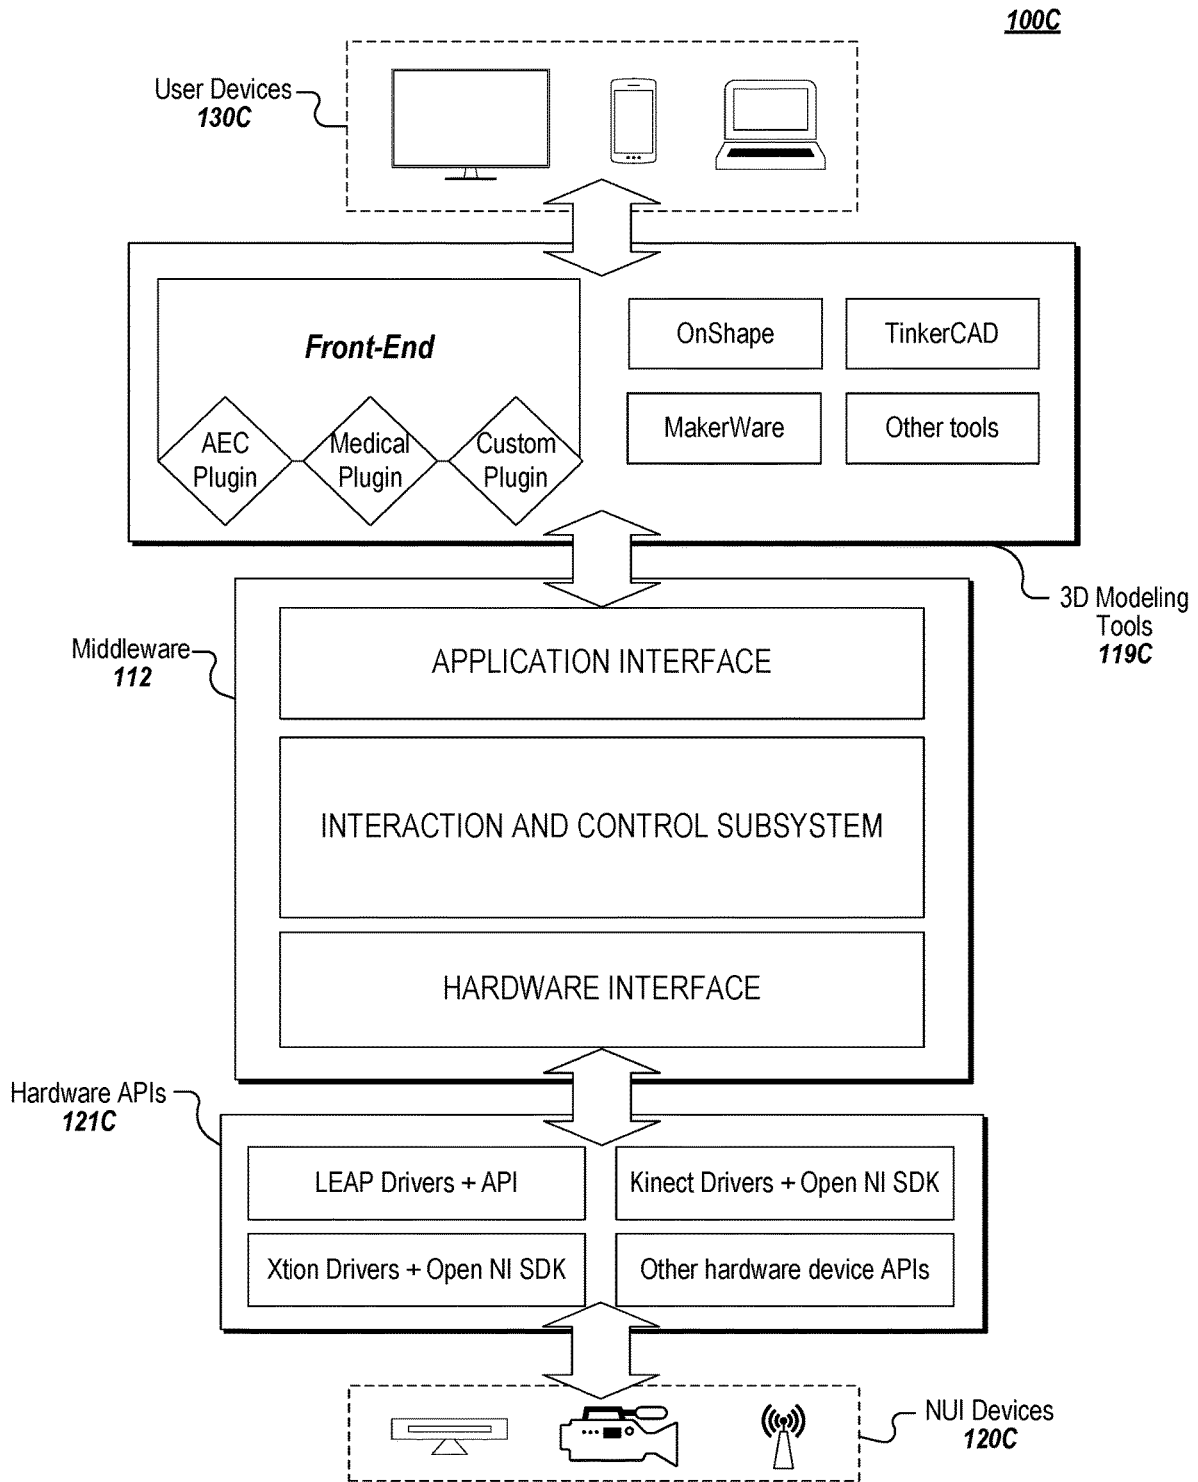 100C
User Devices
130C
Front-End
AEC
Plugin
Medical
Plugin
Custom
Plugin
OnShape
TinkerCAD
MakerWare
Other tools
3D Modeling
Tools
119C
Middleware
112
APPLICATION INTERFACE
INTERACTION AND CONTROL SUBSYSTEM
HARDWARE INTERFACE
Hardware APIs
121C
LEAP Drivers + API
Kinect Drivers + Open NI SDK
Xtion Drivers + Open NI SDK
Other hardware device APIs
NUI Devices
120C